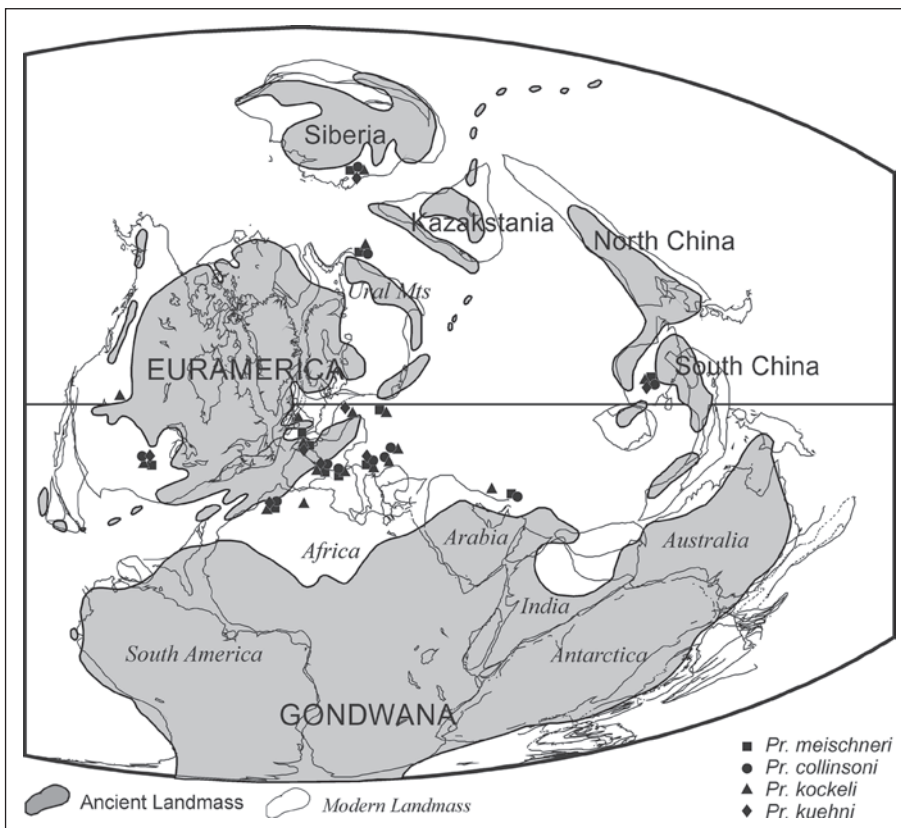 Siberia
Kazakstania
North China
Ural Mts
EURAMERICA
South China
Africa
Arabia
Australia
India
South America
Antarctica
GONDWANA
Pr. meischneri
Pr. collinsoni
Pr. kockeli
Pr. kuehni
Ancient Landmass
Modern Landmass